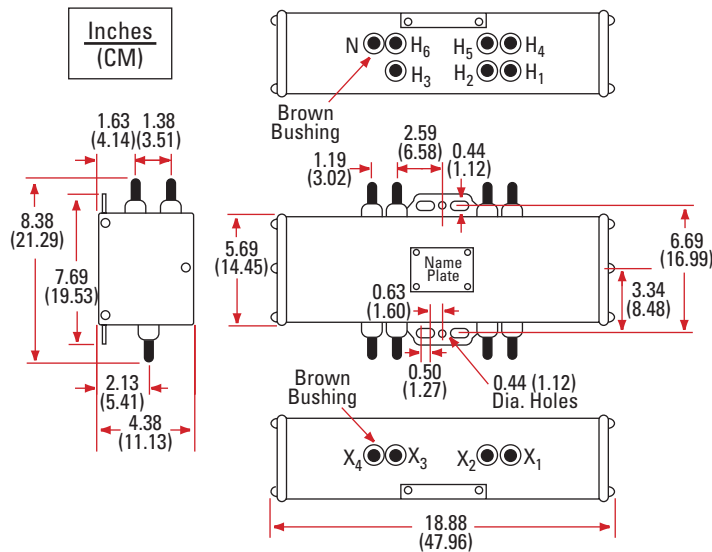 Inches
(CM)
N H₆ H₅ H₄
H₃ H₂ H₁
Brown
Bushing
1.63
(4.14)
1.38
(3.51)
1.19
(3.02)
2.59
(6.58)
0.44
(1.12)
8.38
(21.29)
7.69
(19.53)
5.69
(14.45)
Name
Plate
6.69
(16.99)
3.34
(8.48)
0.63
(1.60)
0.50
(1.27)
0.44 (1.12)
Dia. Holes
2.13
(5.41)
4.38
(11.13)
Brown
Bushing
X₄ X₃ X₂ X₁
18.88
(47.96)